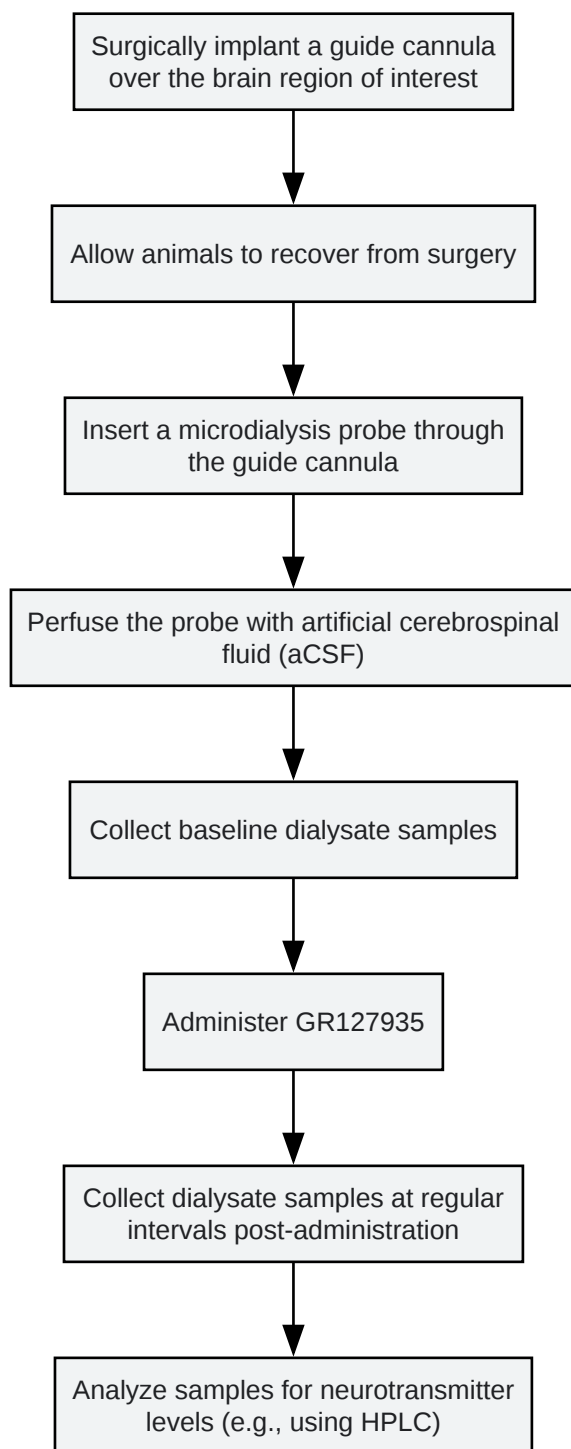 Surgically implant a guide cannula
over the brain region of interest
Allow animals to recover from surgery
Insert a microdialysis probe through
the guide cannula
Perfuse the probe with artificial cerebrospinal
fluid (aCSF)
Collect baseline dialysate samples
Administer GR127935
Collect dialysate samples at regular
intervals post-administration
Analyze samples for neurotransmitter
levels (e.g., using HPLC)